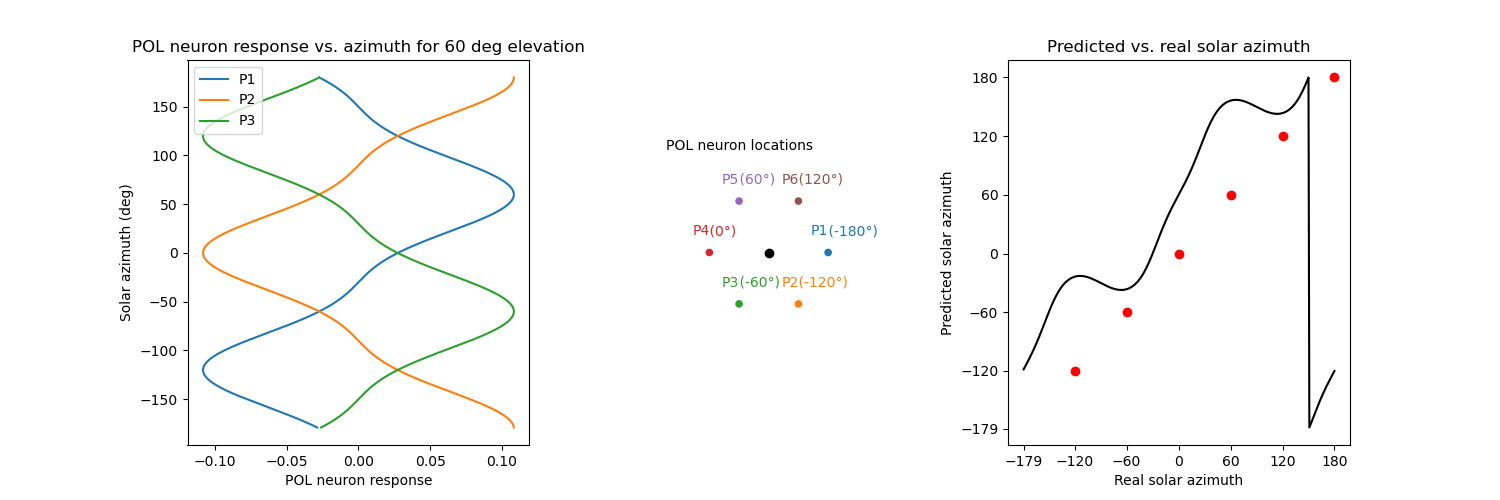 POL neuron response vs. azimuth for 60 deg elevation
P1
P2
P3
150
100
50
0
−50
−100
−150
Solar azimuth (deg)
−0.10 −0.05 0.00 0.05 0.10
POL neuron response
POL neuron locations
P5(60°) P6(120°)
P4(0°) P1(-180°)
P3(-60°) P2(-120°)
Predicted vs. real solar azimuth
180
120
60
0
−60
−120
−179
Predicted solar azimuth
−179 −120 −60 0 60 120 180
Real solar azimuth